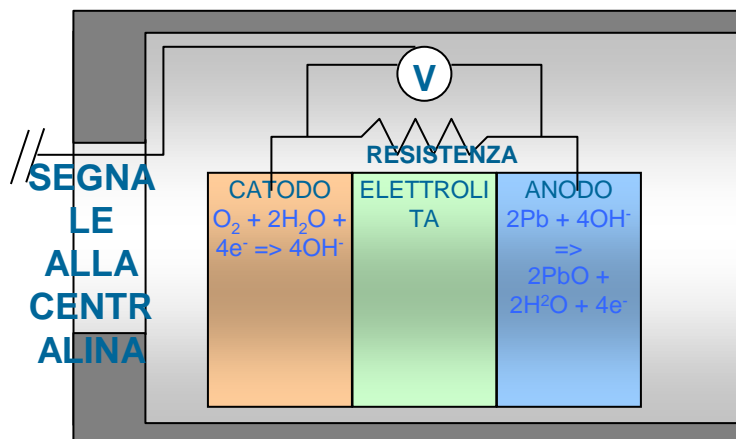 V
RESISTENZA
SEGNA
LE
ALLA
CENTR
ALINA
CATODO
O₂ + 2H₂O +
4e⁻ => 4OH⁻
ELETTROLI
TA
ANODO
2Pb + 4OH⁻
=>
2PbO +
2H²O + 4e⁻